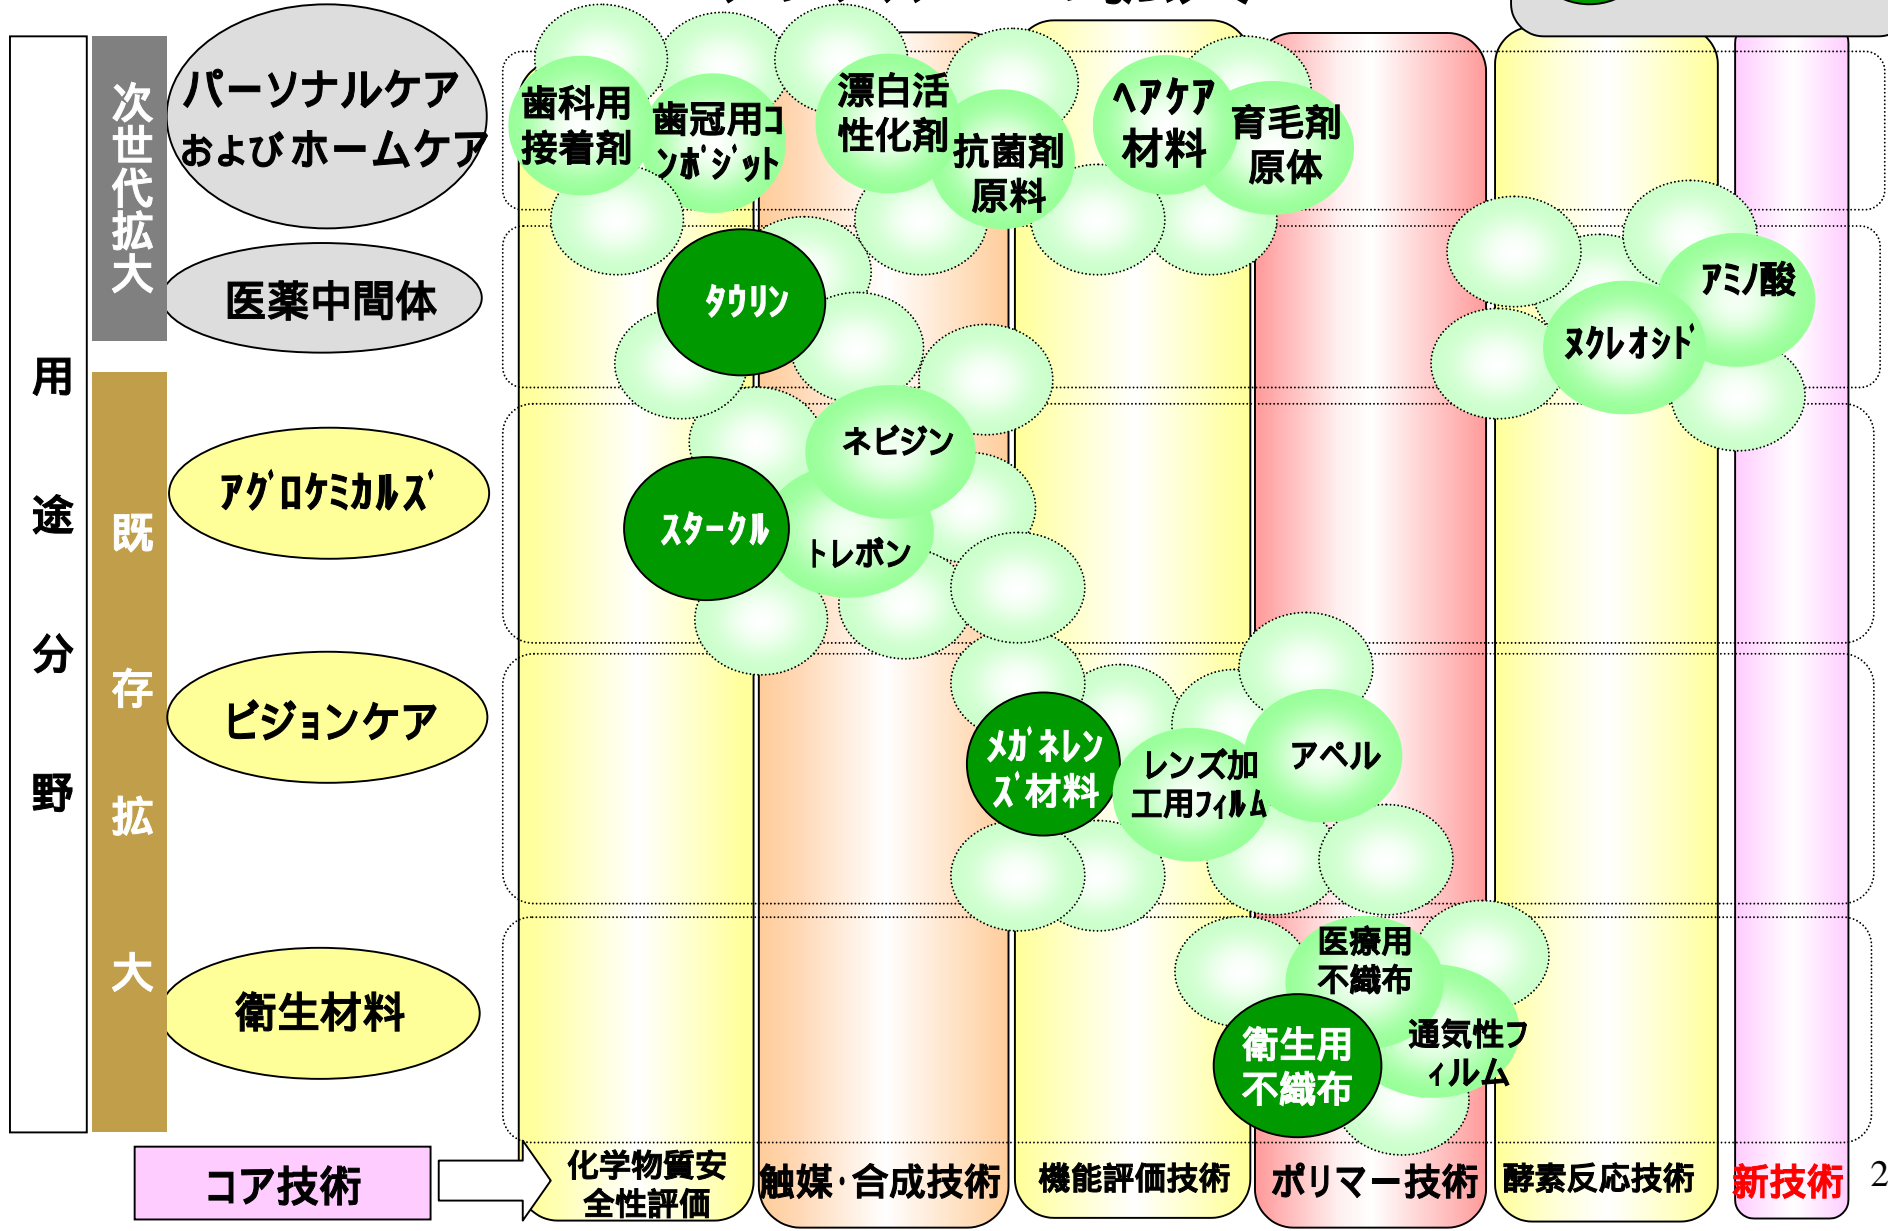 用途分野
次世代拡大
既存拡大
パーソナルケア
およびホームケア
歯科用
接着剤
歯冠用ｺ
ﾝﾎﾟｼﾞｯﾄ
漂白活
性化剤
抗菌剤
原料
ﾍｱｹｱ
材料
育毛剤
原体
医薬中間体
ﾀｳﾘﾝ
ｱﾐﾉ酸
ﾇｸﾚｵｼﾄﾞ
ｱｸﾞﾛｹﾐｶﾙｽﾞ
ネビジン
ｽﾀｰｸﾙ
トレボン
ビジョンケア
ﾒｶﾞﾈﾚﾝ
ｽﾞ材料
レンズ加
工用ﾌｨﾙﾑ
アペル
衛生材料
医療用
不織布
衛生用
不織布
通気性フ
ィルム
コア技術
化学物質安
全性評価
触媒・合成技術
機能評価技術
ポリマー技術
酵素反応技術
新技術
2